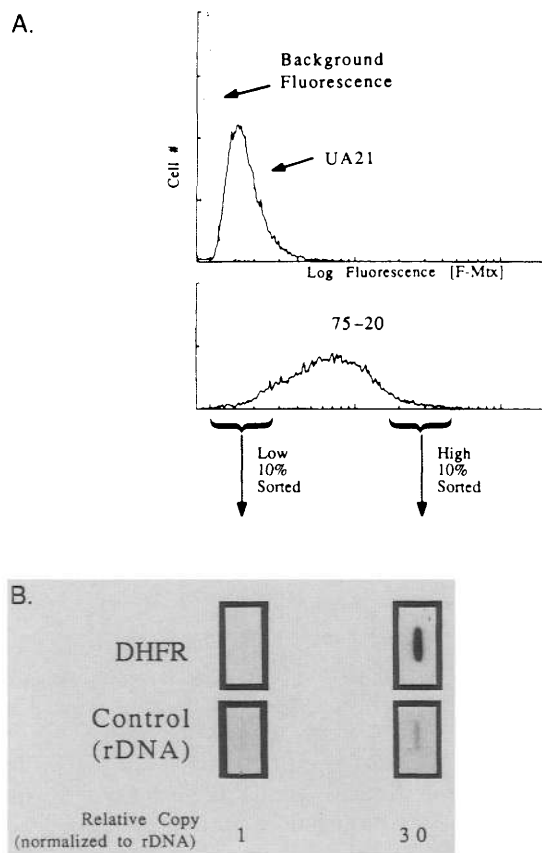 A.
Background
Fluorescence
UA21
Cell #
Log Fluorescence [F-Mtx]
75-20
Low
10%
Sorted
High
10%
Sorted
B.
DHFR
Control
(rDNA)
Relative Copy
(normalized to rDNA)
1
30